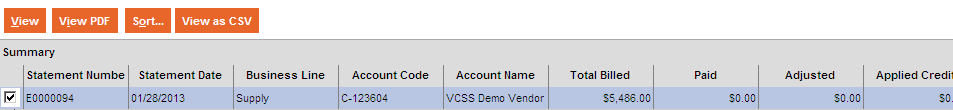 View View PDF Sort... View as CSV
Summary
Statement Numbe Statement Date Business Line Account Code Account Name Total Billed Paid Adjusted Applied Credit
E0000094 01/28/2013 Supply C-123604 VCSS Demo Vendor $5,486.00 $0.00 $0.00 $0.